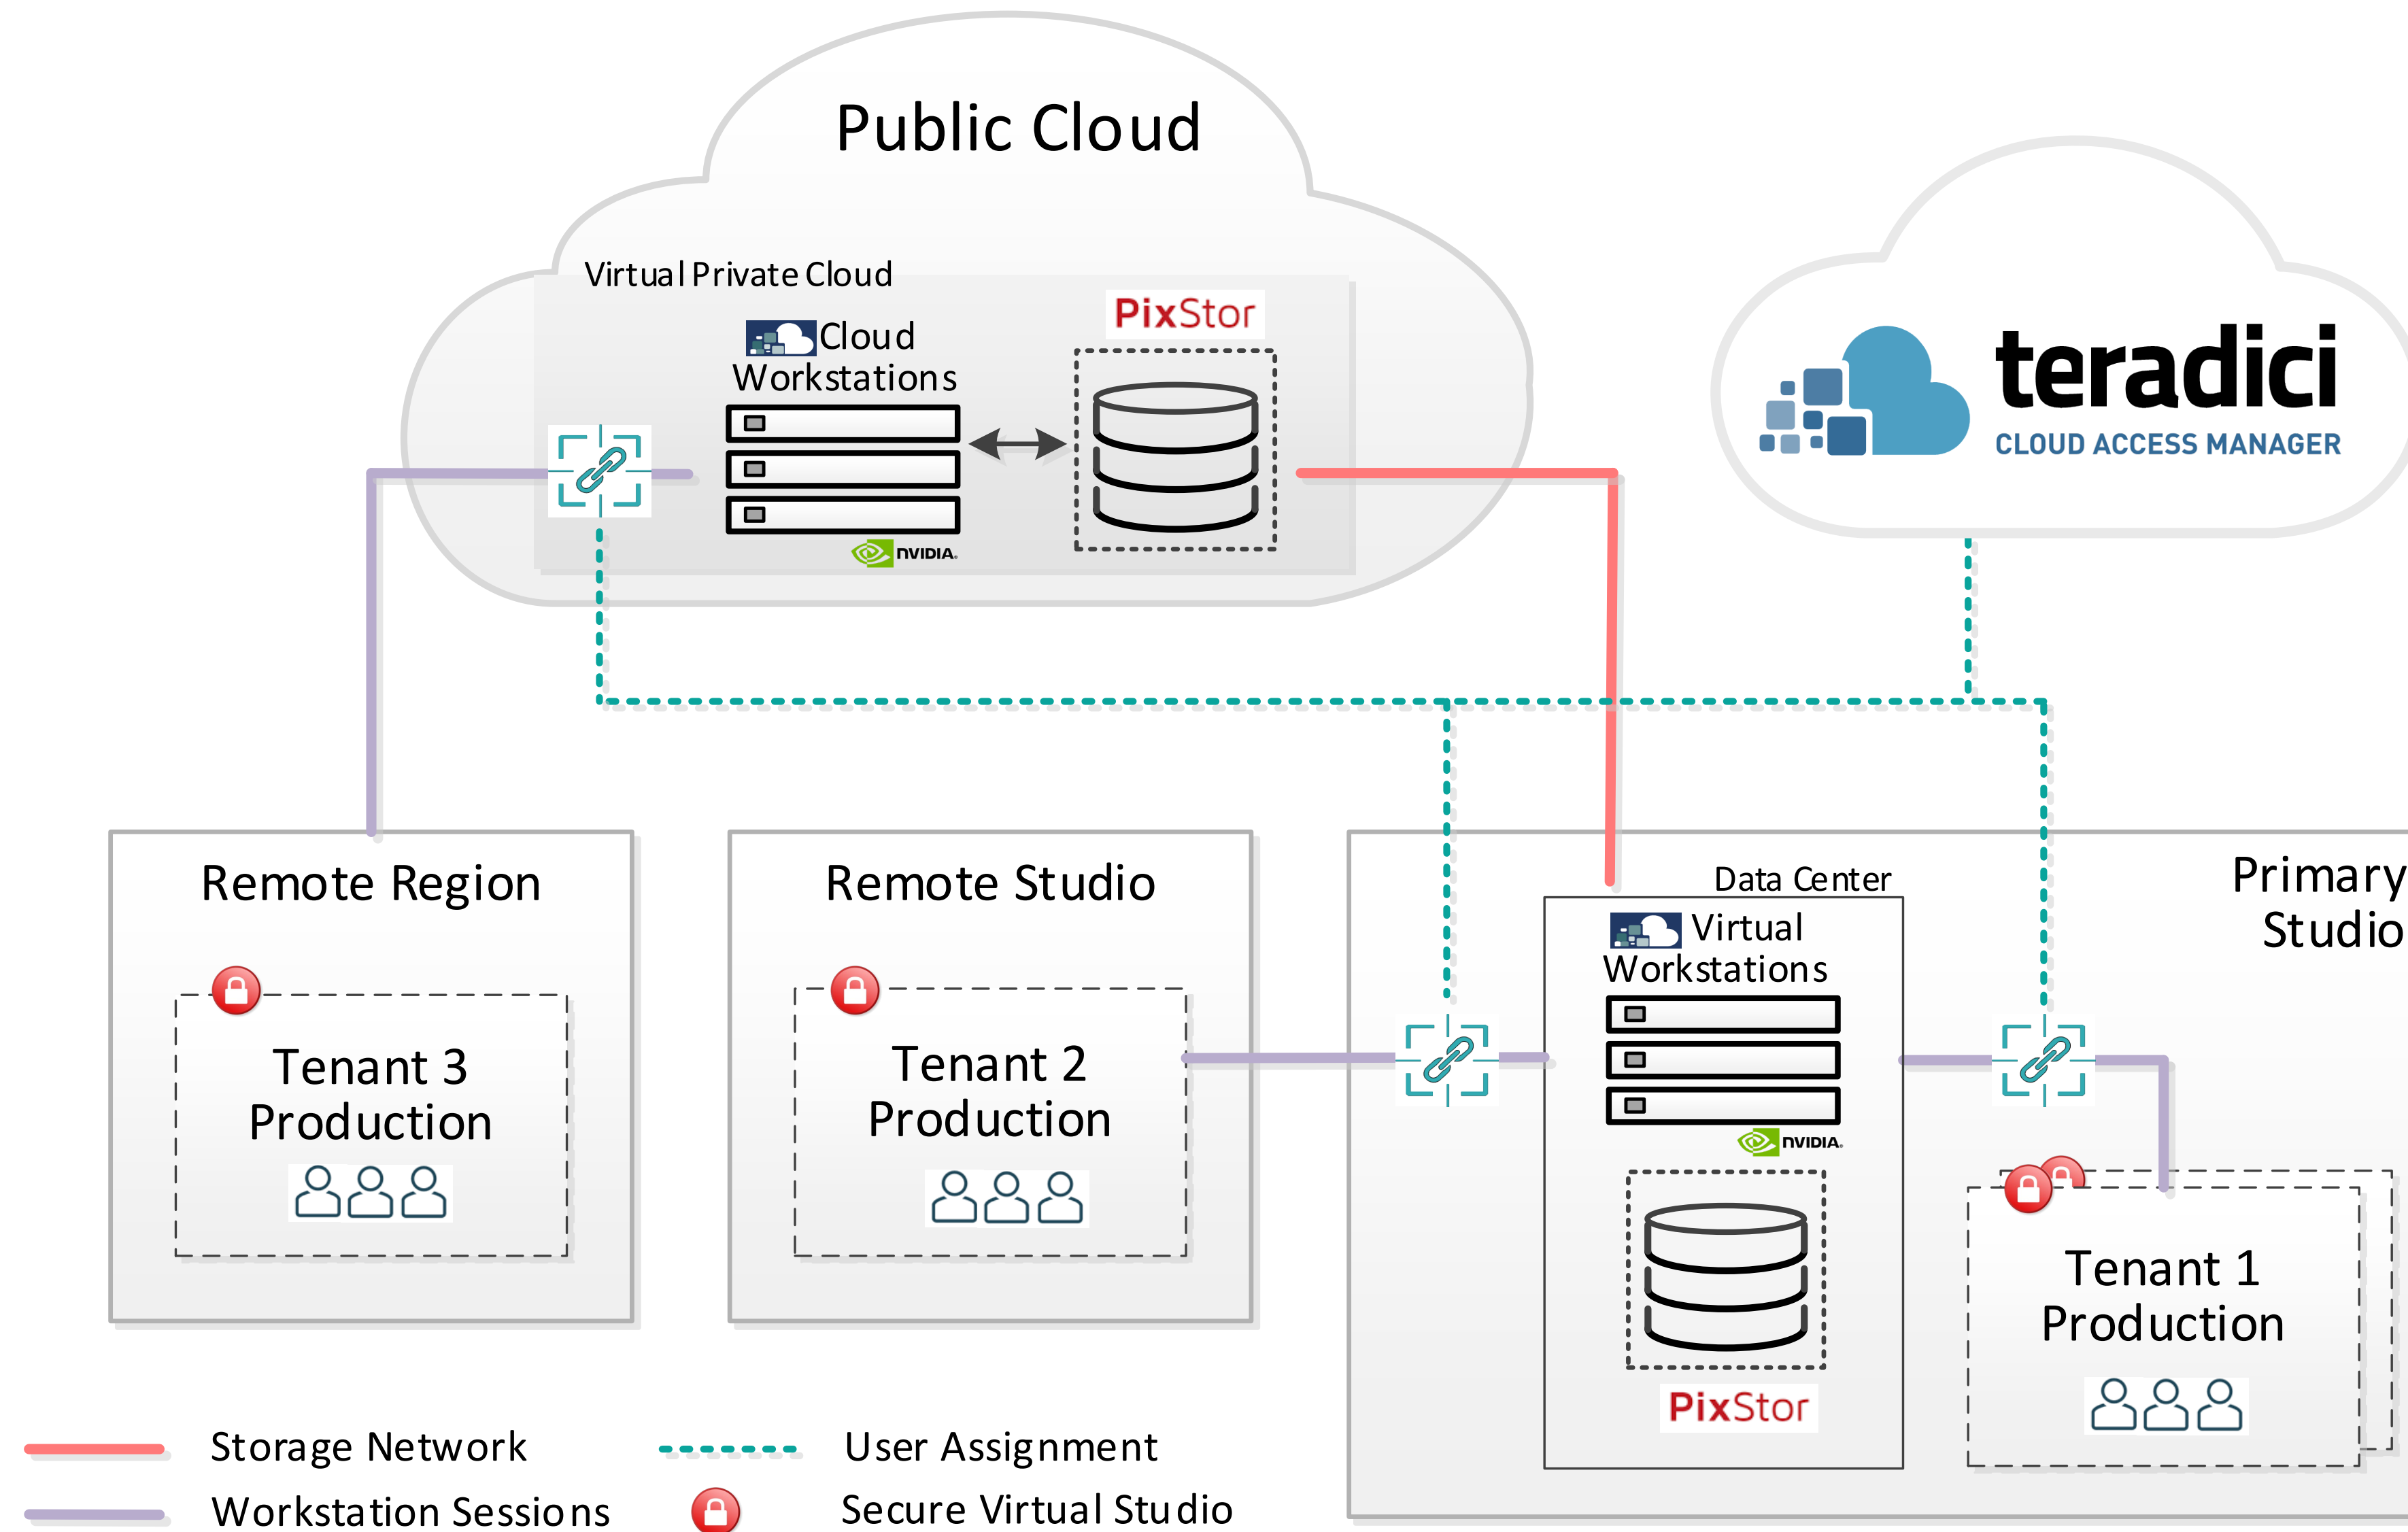 Public Cloud
Virtual Private Cloud
PixStor
Cloud
Workstations
nVIDIA.
teradici
CLOUD ACCESS MANAGER
Remote Region
Remote Studio
Data Center
Primary
Studio
Virtual
Workstations
Tenant 3
Production
Tenant 2
Production
nVIDIA.
Tenant 1
Production
PixStor
Storage Network
User Assignment
Workstation Sessions
Secure Virtual Studio